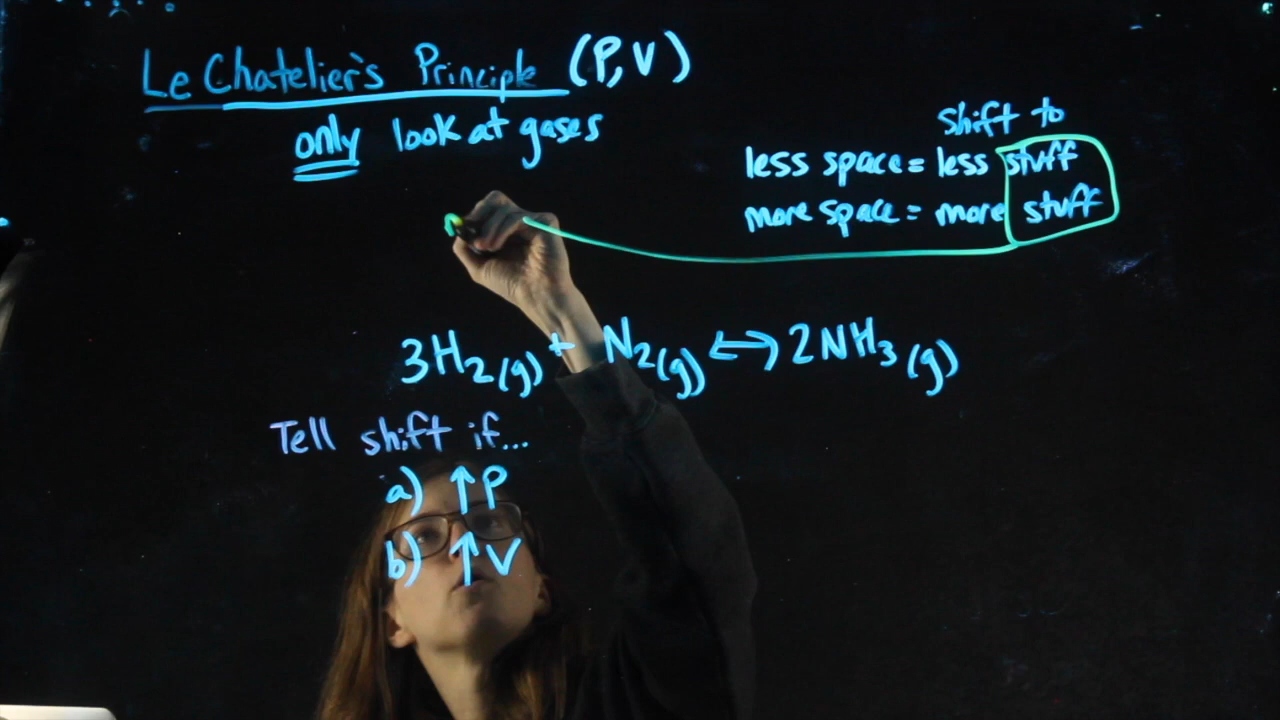 Le Chatelier's Principle (P, V)
only look at gases
shift to
less space = less stuff
more space = more stuff
3H₂(g) + N₂(g) ↔ 2NH₃(g)
Tell shift if...
a) ↑ P
b) ↑ V